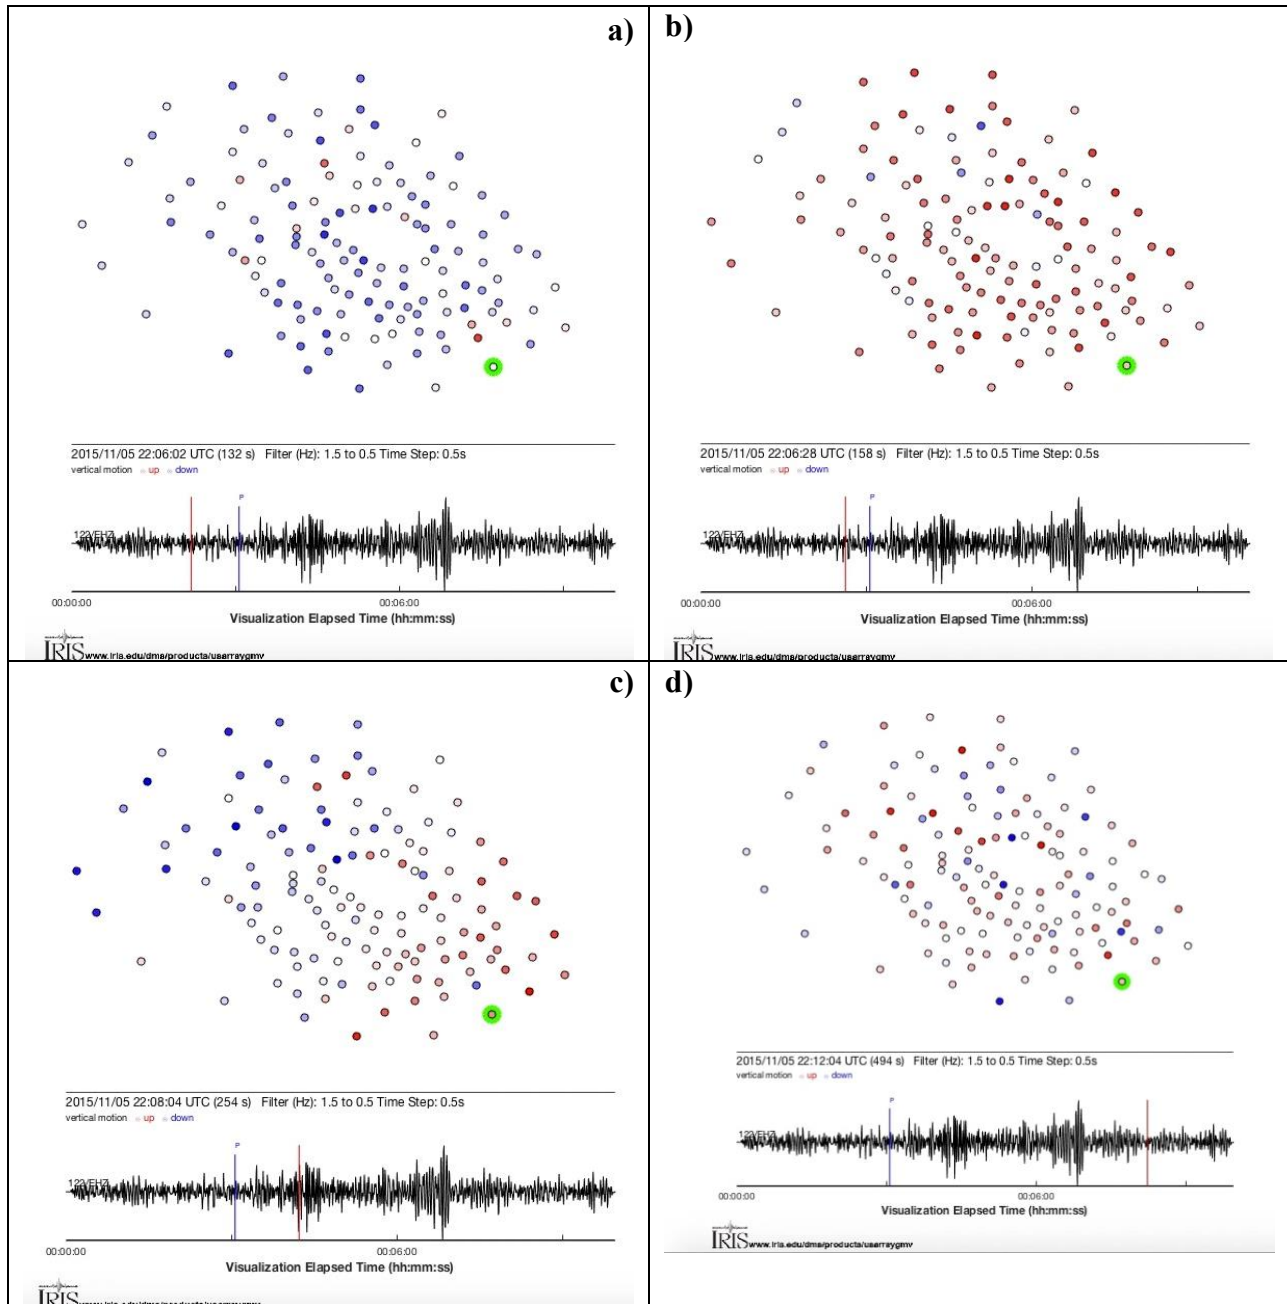 a)
2015/11/05 22:06:02 UTC (132 s) Filter (Hz): 1.5 to 0.5 Time Step: 0.5s
vertical motion up down
P
122/EHZ
00:00:00 00:06:00
Visualization Elapsed Time (hh:mm:ss)
IRIS www.iris.edu/dms/products/usarraygmv
b)
2015/11/05 22:06:28 UTC (158 s) Filter (Hz): 1.5 to 0.5 Time Step: 0.5s
vertical motion up down
P
122/EHZ
00:00:00 00:06:00
Visualization Elapsed Time (hh:mm:ss)
IRIS www.iris.edu/dms/products/usarraygmv
c)
2015/11/05 22:08:04 UTC (254 s) Filter (Hz): 1.5 to 0.5 Time Step: 0.5s
vertical motion up down
P
122/EHZ
00:00:00 00:06:00
Visualization Elapsed Time (hh:mm:ss)
IRIS
d)
2015/11/05 22:12:04 UTC (494 s) Filter (Hz): 1.5 to 0.5 Time Step: 0.5s
vertical motion up down
P
122/EHZ
00:00:00 00:06:00
Visualization Elapsed Time (hh:mm:ss)
IRIS www.iris.edu/dms/products/usarraygmv